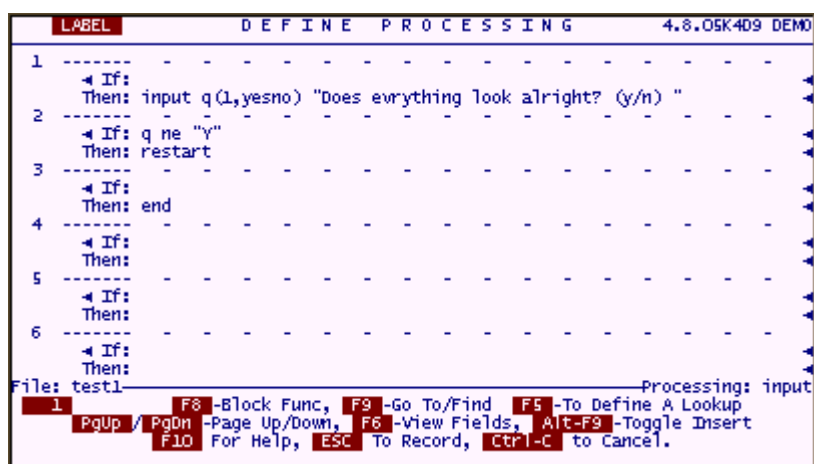 LABEL D E F I N E P R O C E S S I N G 4.8.05K4D9 DEMO
1 ------- - - - - - - - - - - - - - - - - -
◄ If: ◄
Then: input q(1,yesno) "Does evrything look alright? (y/n) " ◄
2 ------- - - - - - - - - - - - - - - - - -
◄ If: q ne "Y" ◄
Then: restart ◄
3 ------- - - - - - - - - - - - - - - - - -
◄ If: ◄
Then: end ◄
4 ------- - - - - - - - - - - - - - - - - -
◄ If: ◄
Then: ◄
5 ------- - - - - - - - - - - - - - - - - -
◄ If: ◄
Then: ◄
6 ------- - - - - - - - - - - - - - - - - -
◄ If: ◄
Then: ◄
File: test1 Processing: input
1 F8 -Block Func, F9 -Go To/Find F5 -To Define A Lookup
PgUp / PgDn -Page Up/Down, F6 -View Fields, Alt-F9 -Toggle Insert
F10 For Help, ESC To Record, Ctrl-C to Cancel.